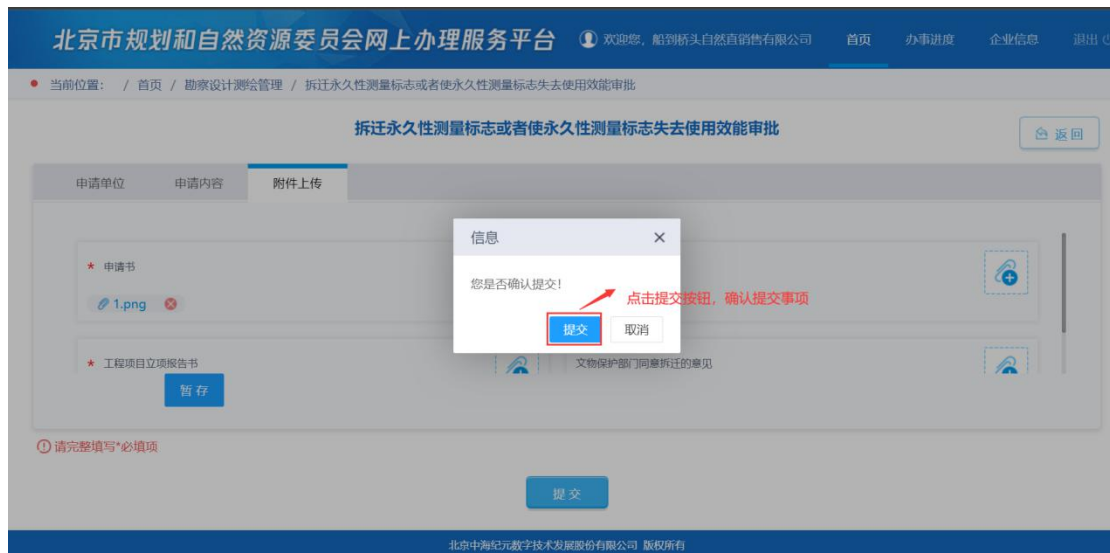 北京市规划和自然资源委员会网上办理服务平台 欢迎您，船到桥头自然直销售有限公司 首页 办事进度 企业信息 退出
当前位置： / 首页 / 勘察设计测绘管理 / 拆迁永久性测量标志或者使永久性测量标志失去使用效能审批
拆迁永久性测量标志或者使永久性测量标志失去使用效能审批
返回
申请单位 申请内容 附件上传
信息
* 申请书
您是否确认提交！
点击提交按钮，确认提交事项
1.png
提交 取消
* 工程项目立项报告书 文物保护部门同意拆迁的意见
暂存
请完整填写*必填项
提交
北京中海纪元数字技术发展股份有限公司 版权所有